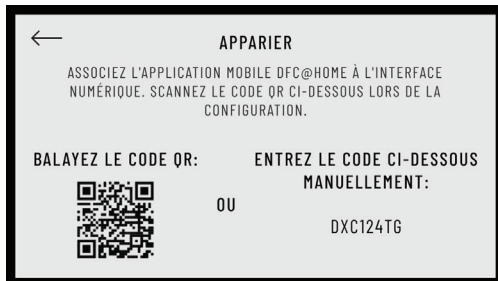 APPARIER
ASSOCIEZ L'APPLICATION MOBILE DFC@HOME À L'INTERFACE
NUMÉRIQUE. SCANNEZ LE CODE QR CI-DESSOUS LORS DE LA
CONFIGURATION.
BALAYEZ LE CODE QR:
OU
ENTREZ LE CODE CI-DESSOUS
MANUELLEMENT:
DXC124TG